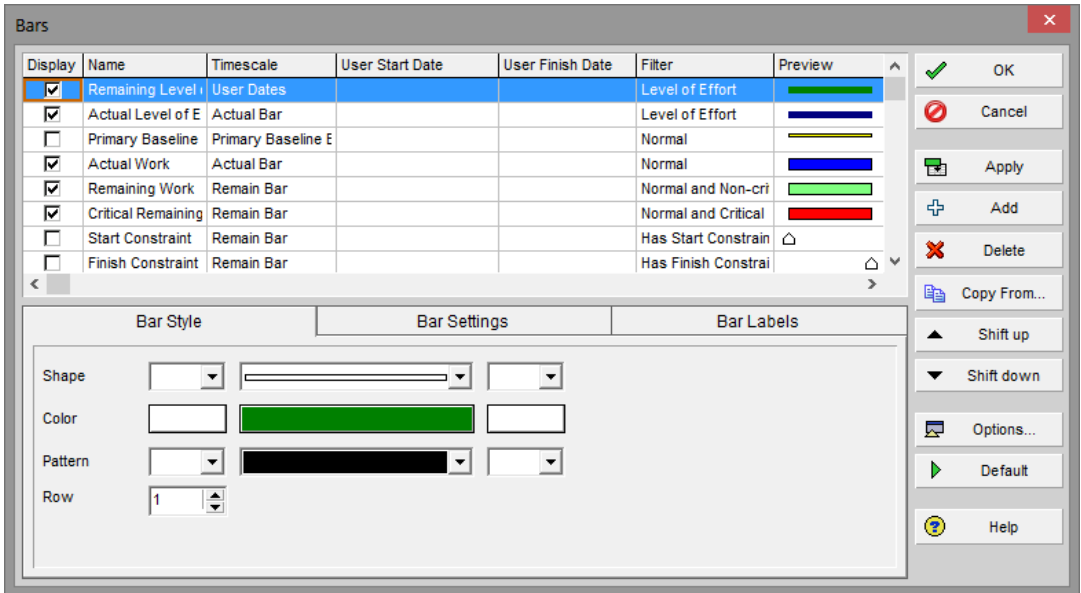 Bars
Display Name Timescale User Start Date User Finish Date Filter Preview
Remaining Level User Dates Level of Effort
Actual Level of E Actual Bar Level of Effort
Primary Baseline Primary Baseline E Normal
Actual Work Actual Bar Normal
Remaining Work Remain Bar Normal and Non-cri
Critical Remaining Remain Bar Normal and Critical
Start Constraint Remain Bar Has Start Constrain
Finish Constraint Remain Bar Has Finish Constrai
OK
Cancel
Apply
Add
Delete
Copy From...
Shift up
Shift down
Options...
Default
Help
Bar Style Bar Settings Bar Labels
Shape
Color
Pattern
Row 1